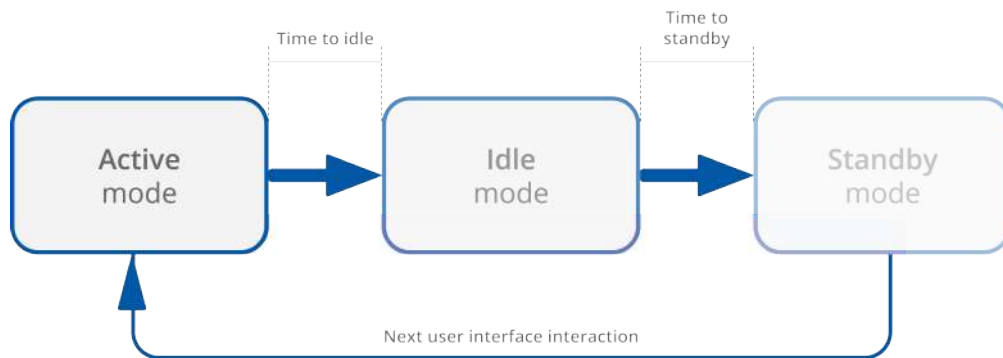 Time to idle
Time to
standby
Active
mode
Idle
mode
Standby
mode
Next user interface interaction